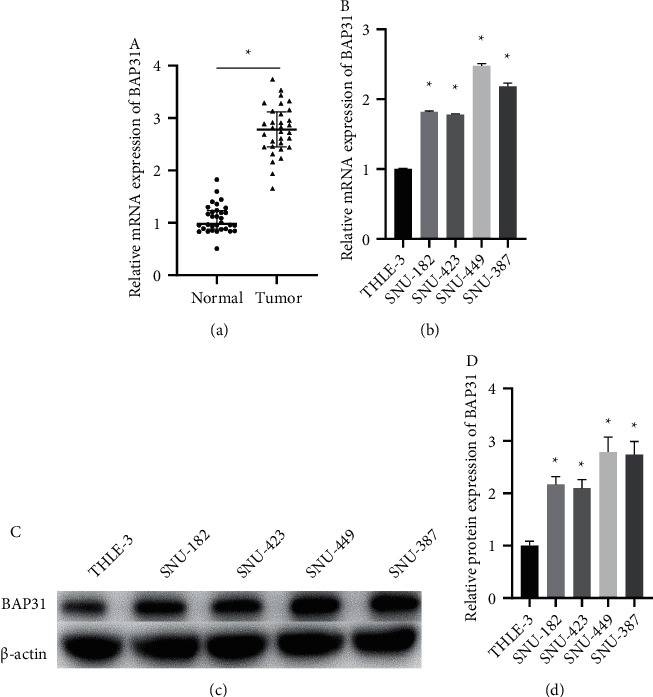 A
Relative mRNA expression of BAP31
4
3
2
1
0
*
Normal Tumor
(a)
B
Relative mRNA expression of BAP31
3
2
1
0
* * * *
THLE-3 SNU-182 SNU-423 SNU-449 SNU-387
(b)
C
THLE-3 SNU-182 SNU-423 SNU-449 SNU-387
BAP31
β-actin
(c)
D
Relative protein expression of BAP31
4
3
2
1
0
* * * *
THLE-3 SNU-182 SNU-423 SNU-449 SNU-387
(d)